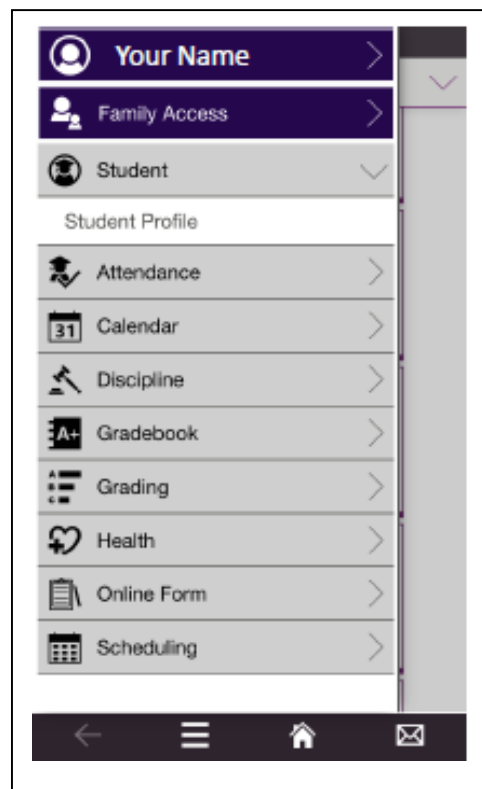 Your Name
Family Access
Student
Student Profile
Attendance
31 Calendar
Discipline
A+ Gradebook
A B C Grading
Health
Online Form
Scheduling